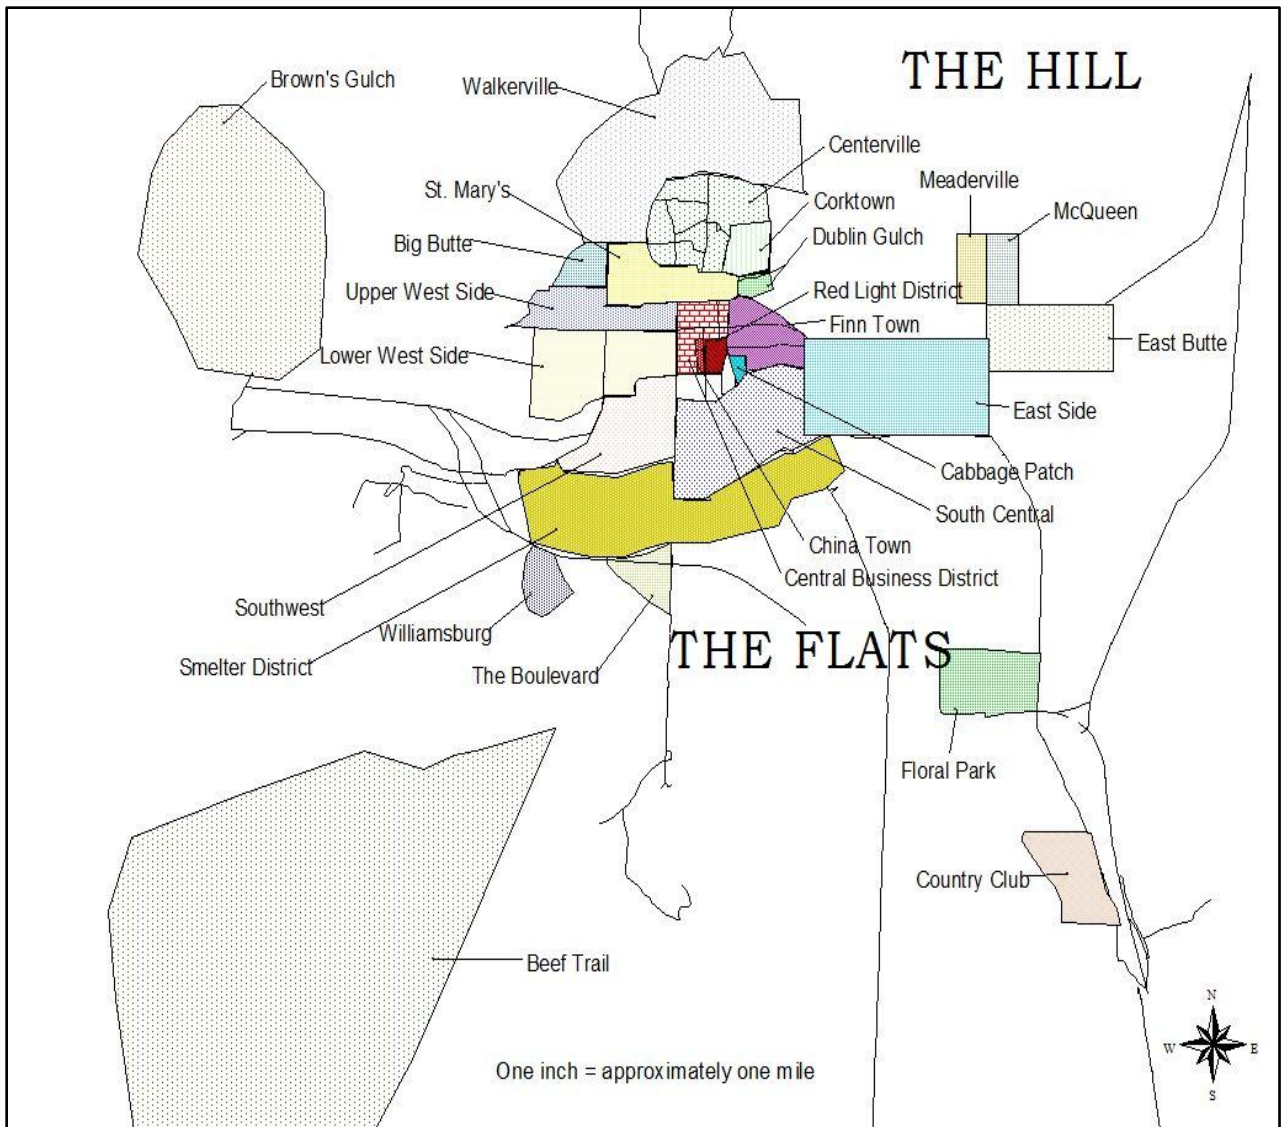 THE HILL
Brown's Gulch
Walkerville
Centerville
St. Mary's
Meaderville
Corktown
McQueen
Big Butte
Dublin Gulch
Upper West Side
Red Light District
Finn Town
Lower West Side
East Butte
East Side
Cabbage Patch
South Central
China Town
Central Business District
Southwest
Williamsburg
Smelter District
The Boulevard
THE FLATS
Floral Park
Country Club
Beef Trail
N
W E
S
One inch = approximately one mile